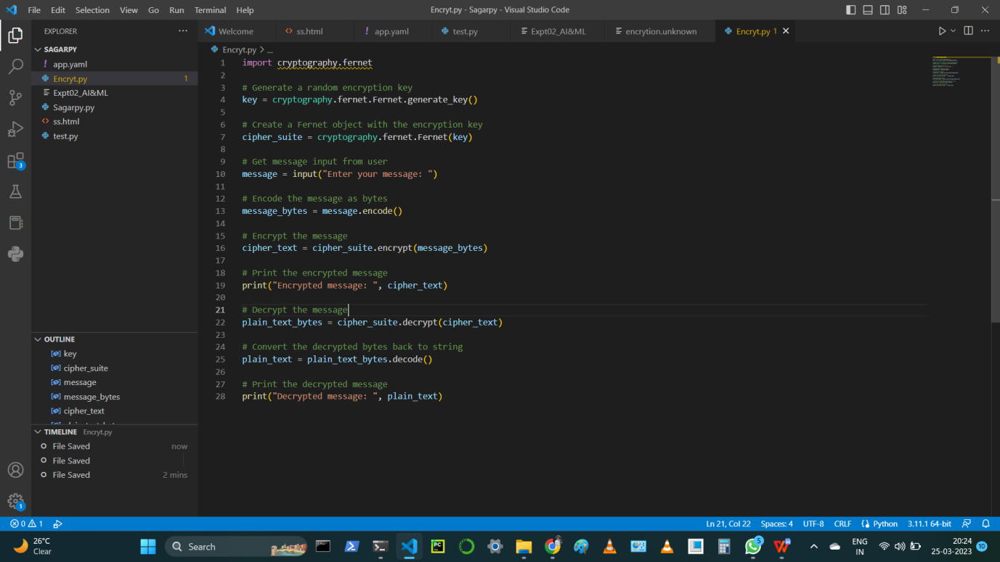 File Edit Selection View Go Run Terminal Help
Encryt.py - Sagarpy - Visual Studio Code
EXPLORER
Welcome
ss.html
app.yaml
test.py
Expt02_AI&ML
encrytion.unknown
Encryt.py 1
SAGARPY
app.yaml
Encryt.py 1
Expt02_AI&ML
Sagarpy.py
ss.html
test.py
Encryt.py > ...
1 import cryptography.fernet
2
3 # Generate a random encryption key
4 key = cryptography.fernet.Fernet.generate_key()
5
6 # Create a Fernet object with the encryption key
7 cipher_suite = cryptography.fernet.Fernet(key)
8
9 # Get message input from user
10 message = input("Enter your message: ")
11
12 # Encode the message as bytes
13 message_bytes = message.encode()
14
15 # Encrypt the message
16 cipher_text = cipher_suite.encrypt(message_bytes)
17
18 # Print the encrypted message
19 print("Encrypted message: ", cipher_text)
20
21 # Decrypt the message
22 plain_text_bytes = cipher_suite.decrypt(cipher_text)
23
24 # Convert the decrypted bytes back to string
25 plain_text = plain_text_bytes.decode()
26
27 # Print the decrypted message
28 print("Decrypted message: ", plain_text)
3
OUTLINE
key
cipher_suite
message
message_bytes
cipher_text
TIMELINE Encryt.py
File Saved now
File Saved
File Saved 2 mins
1
0 1
Ln 21, Col 22 Spaces: 4 UTF-8 CRLF Python 3.11.1 64-bit
26°C
Clear
Search
PC
5
ENG
IN
20:24
25-03-2023
10